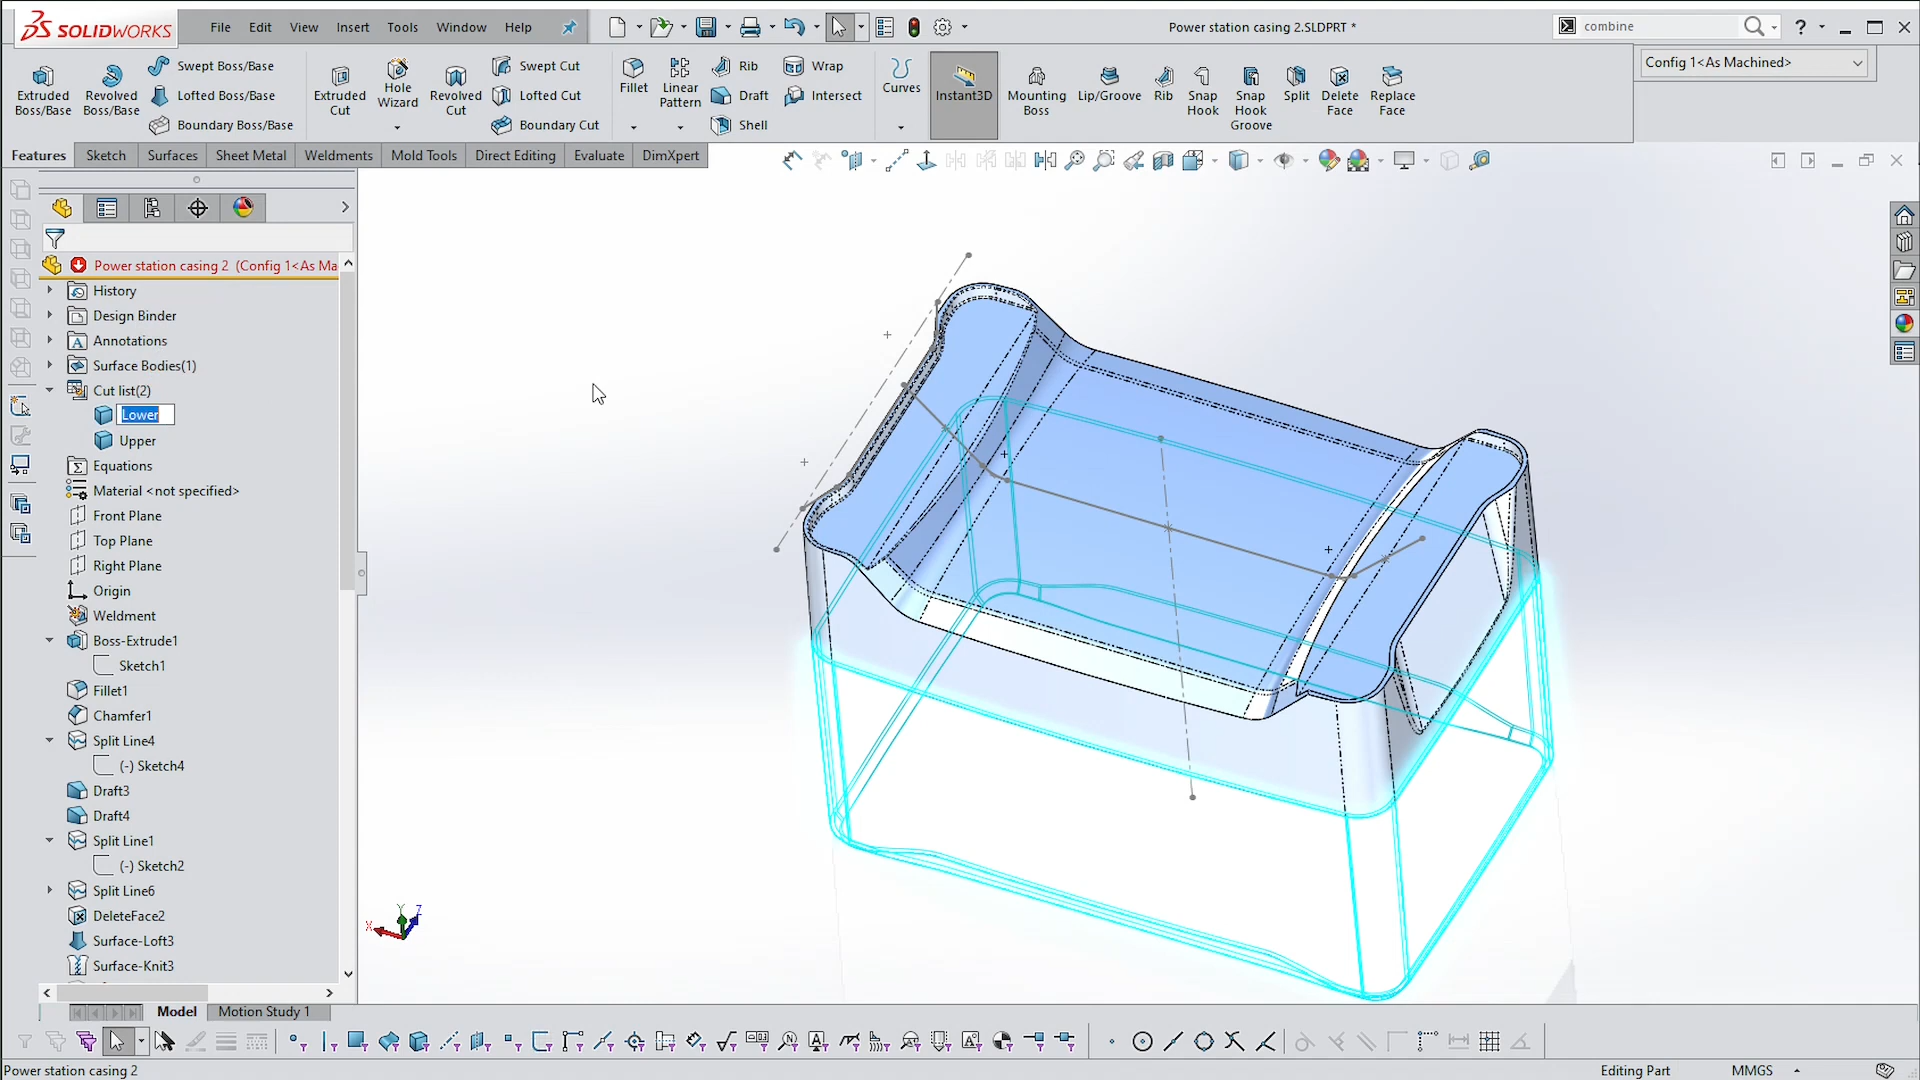 SOLIDWORKS
File Edit View Insert Tools Window Help
Power station casing 2.SLDPRT *
combine
?
Extruded Boss/Base
Revolved Boss/Base
Swept Boss/Base
Lofted Boss/Base
Boundary Boss/Base
Extruded Cut
Hole Wizard
Revolved Cut
Swept Cut
Lofted Cut
Boundary Cut
Fillet
Linear Pattern
Rib
Draft
Shell
Wrap
Intersect
Curves
Instant3D
Mounting Boss
Lip/Groove
Rib
Snap Hook
Snap Hook Groove
Split
Delete Face
Replace Face
Config 1<As Machined>
Features Sketch Surfaces Sheet Metal Weldments Mold Tools Direct Editing Evaluate DimXpert
Power station casing 2 (Config 1<As Ma
History
Design Binder
Annotations
Surface Bodies(1)
Cut list(2)
Lower
Upper
Equations
Material <not specified>
Front Plane
Top Plane
Right Plane
Origin
Weldment
Boss-Extrude1
Sketch1
Fillet1
Chamfer1
Split Line4
(-) Sketch4
Draft3
Draft4
Split Line1
(-) Sketch2
Split Line6
DeleteFace2
Surface-Loft3
Surface-Knit3
X Y Z
Model Motion Study 1
Power station casing 2
Editing Part MMGS